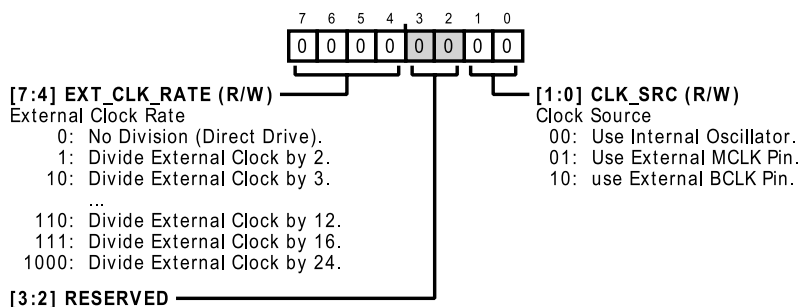 7 6 5 4 3 2 1 0
0 0 0 0 0 0 0 0
[7:4] EXT_CLK_RATE (R/W)
External Clock Rate
0: No Division (Direct Drive).
1: Divide External Clock by 2.
10: Divide External Clock by 3.
...
110: Divide External Clock by 12.
111: Divide External Clock by 16.
1000: Divide External Clock by 24.
[3:2] RESERVED
[1:0] CLK_SRC (R/W)
Clock Source
00: Use Internal Oscillator.
01: Use External MCLK Pin.
10: use External BCLK Pin.